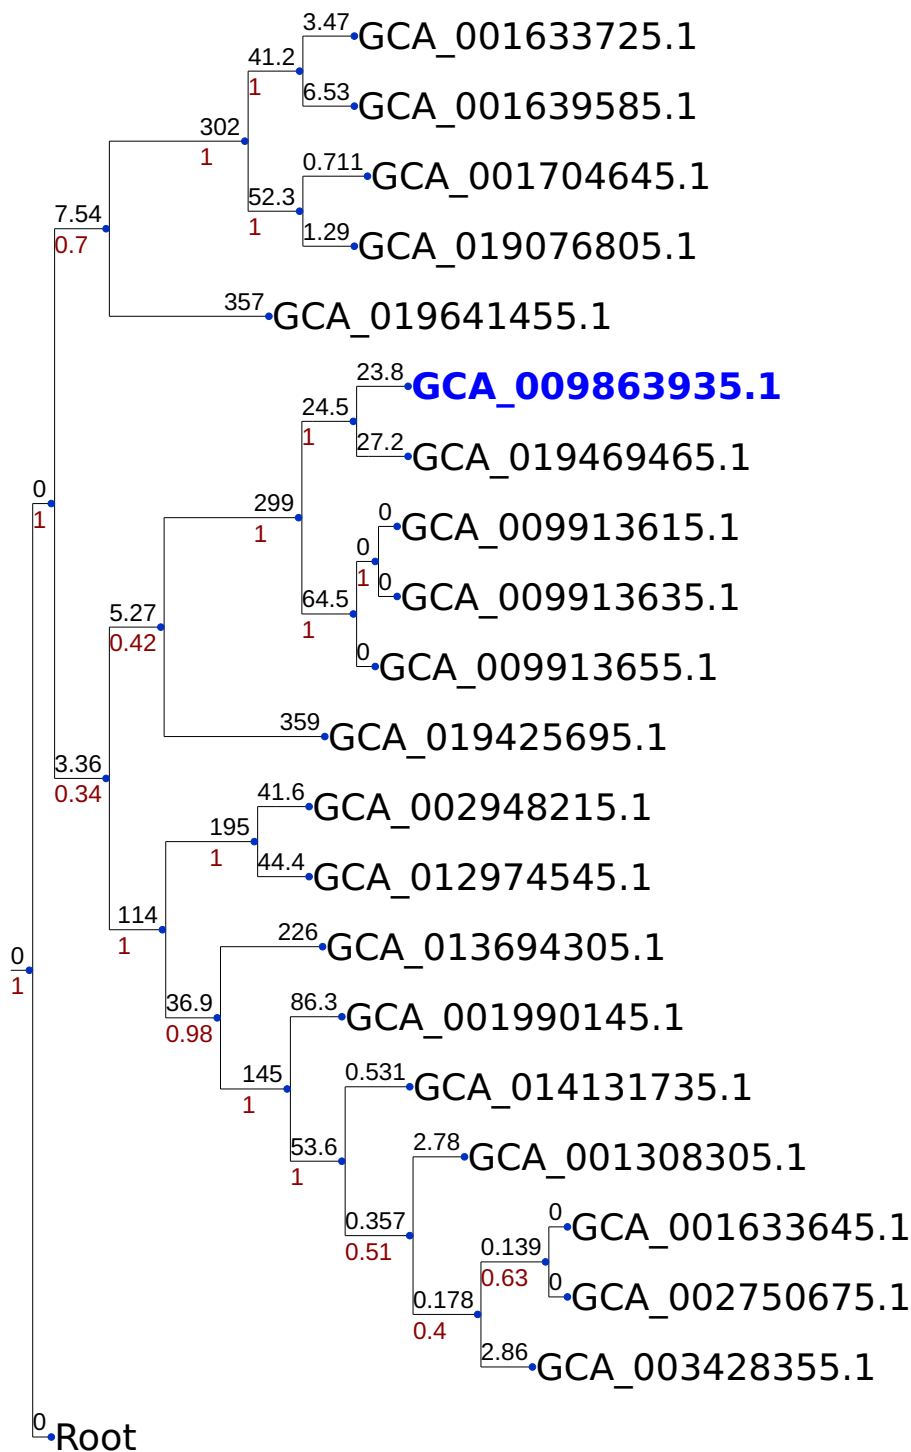 3.47
GCA_001633725.1
41.2
1
6.53
GCA_001639585.1
302
1
0.711
GCA_001704645.1
52.3
1
1.29
GCA_019076805.1
7.54
0.7
357
GCA_019641455.1
23.8
GCA_009863935.1
24.5
1
27.2
GCA_019469465.1
0
1
299
1
0
GCA_009913615.1
0
1
0
GCA_009913635.1
64.5
1
0
GCA_009913655.1
5.27
0.42
359
GCA_019425695.1
3.36
0.34
41.6
GCA_002948215.1
195
1
44.4
GCA_012974545.1
114
1
226
GCA_013694305.1
0
1
36.9
0.98
86.3
GCA_001990145.1
145
1
0.531
GCA_014131735.1
53.6
1
2.78
GCA_001308305.1
0.357
0.51
0
GCA_001633645.1
0.139
0.63
0
GCA_002750675.1
0.178
0.4
2.86
GCA_003428355.1
0
Root